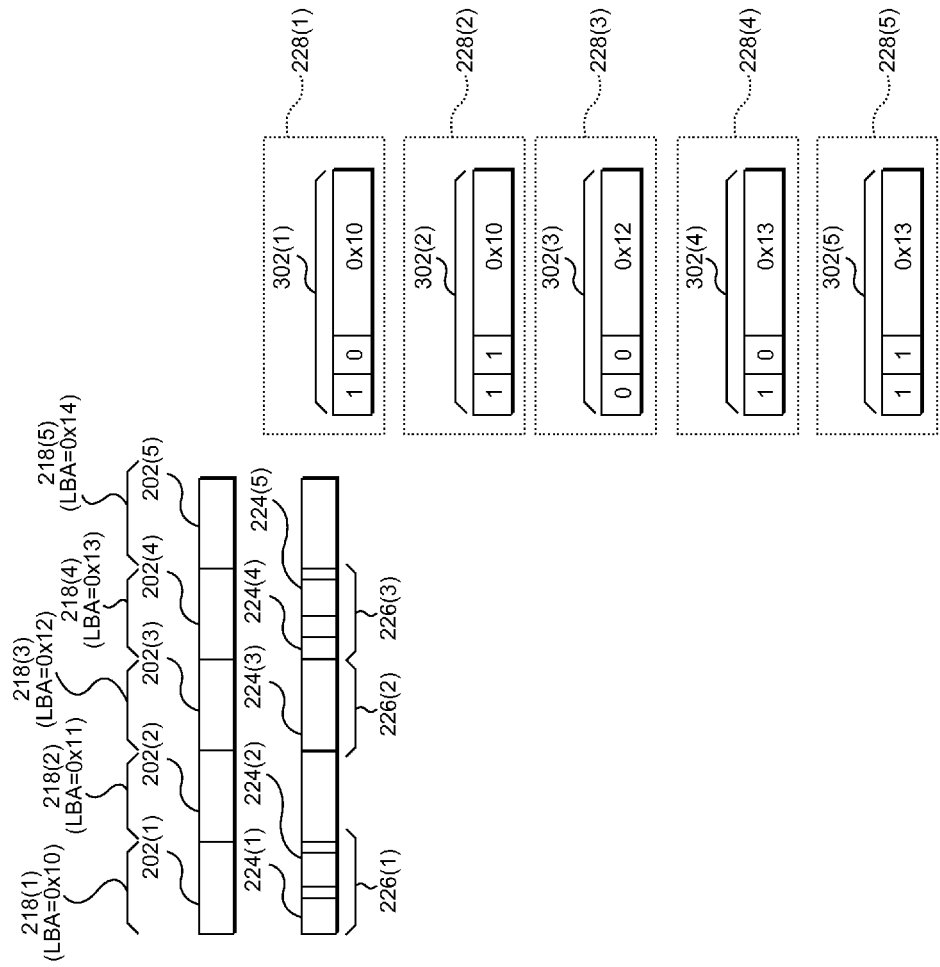 218(1)
(LBA=0x10)
218(2)
(LBA=0x11)
218(3)
(LBA=0x12)
218(4)
(LBA=0x13)
218(5)
(LBA=0x14)
202(1)
202(2)
202(3)
202(4)
202(5)
224(1)
224(2)
224(3)
224(4)
224(5)
226(1)
226(2)
226(3)
302(1)
1 0 0x10
228(1)
302(2)
1 1 0x10
228(2)
302(3)
0 0 0x12
228(3)
302(4)
1 0 0x13
228(4)
302(5)
1 1 0x13
228(5)